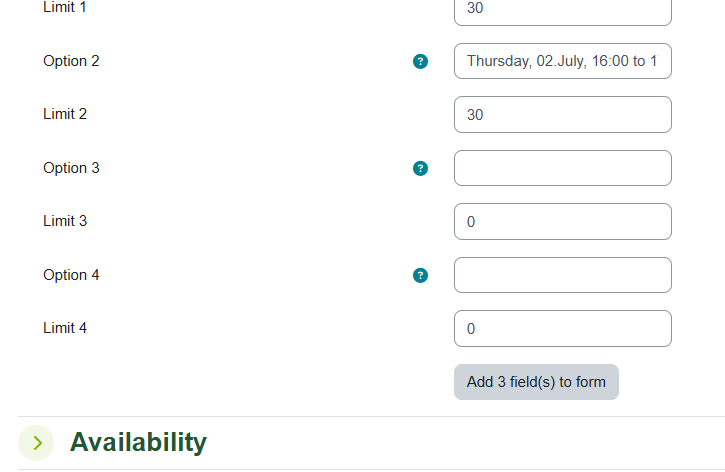 Limit 1 30
Option 2 ? Thursday, 02.July, 16:00 to 1
Limit 2 30
Option 3 ?
Limit 3 0
Option 4 ?
Limit 4 0
Add 3 field(s) to form
Availability